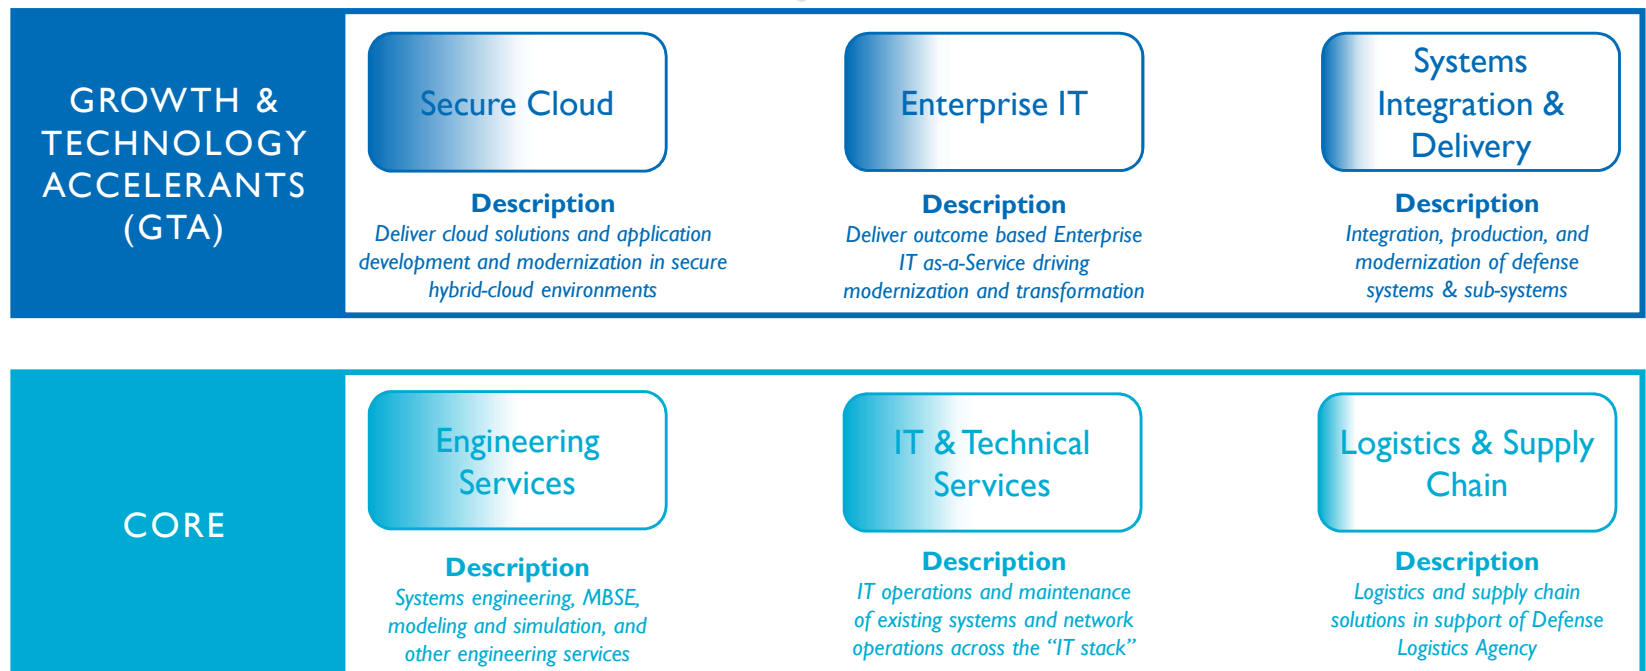 GROWTH &
TECHNOLOGY
ACCELERANTS
(GTA)
Secure Cloud
Description
Deliver cloud solutions and application
development and modernization in secure
hybrid-cloud environments
Enterprise IT
Description
Deliver outcome based Enterprise
IT as-a-Service driving
modernization and transformation
Systems
Integration &
Delivery
Description
Integration, production, and
modernization of defense
systems & sub-systems
CORE
Engineering
Services
Description
Systems engineering, MBSE,
modeling and simulation, and
other engineering services
IT & Technical
Services
Description
IT operations and maintenance
of existing systems and network
operations across the “IT stack”
Logistics & Supply
Chain
Description
Logistics and supply chain
solutions in support of Defense
Logistics Agency